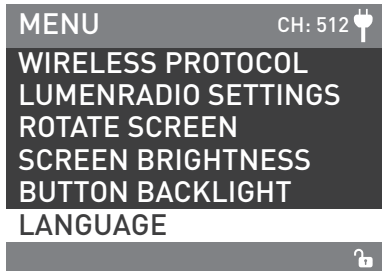 MENU CH: 512
WIRELESS PROTOCOL
LUMENRADIO SETTINGS
ROTATE SCREEN
SCREEN BRIGHTNESS
BUTTON BACKLIGHT
LANGUAGE